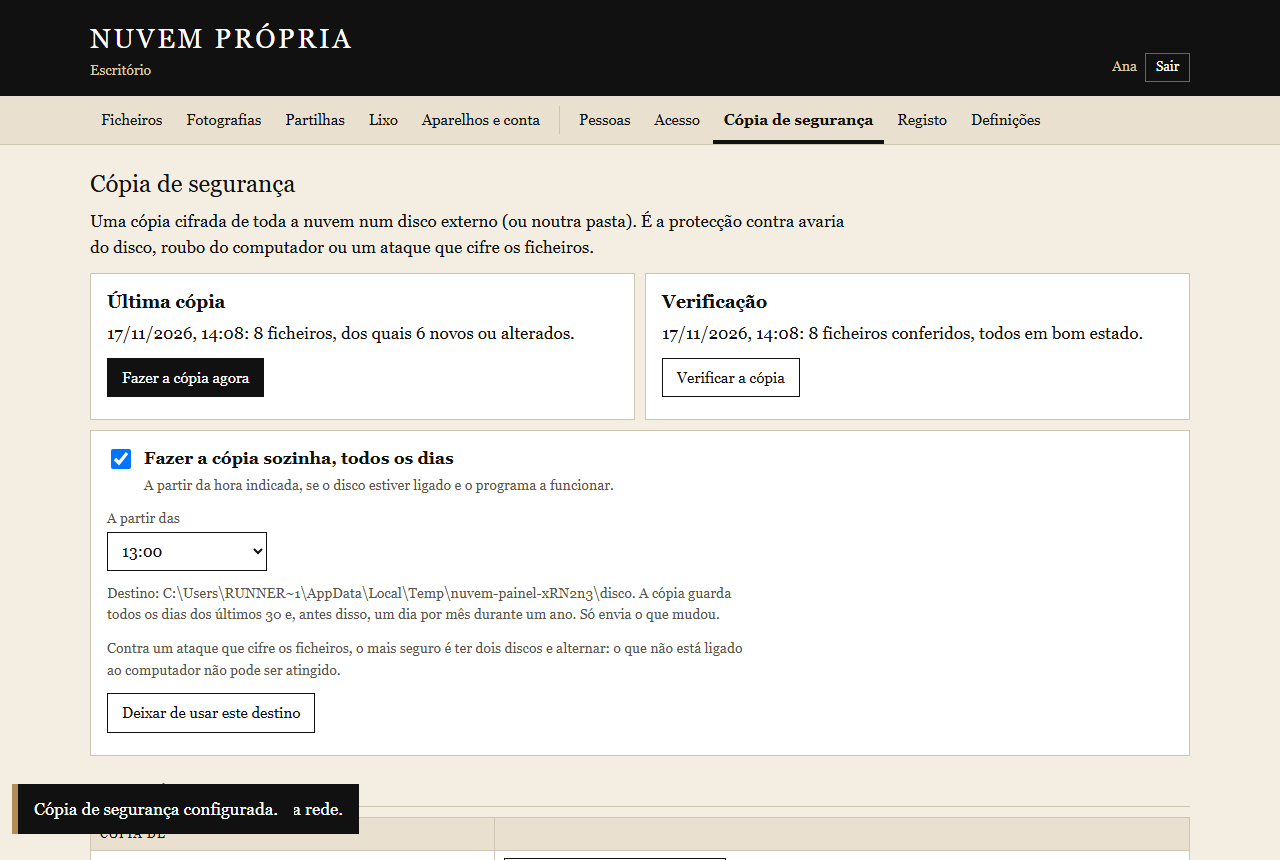 NUVEM PRÓPRIA
Escritório
Ana
Sair
Ficheiros
Fotografias
Partilhas
Lixo
Aparelhos e conta
Pessoas
Acesso
Cópia de segurança
Registo
Definições
Cópia de segurança
Uma cópia cifrada de toda a nuvem num disco externo (ou noutra pasta). É a protecção contra avaria
do disco, roubo do computador ou um ataque que cifre os ficheiros.
Última cópia
17/11/2026, 14:08: 8 ficheiros, dos quais 6 novos ou alterados.
Fazer a cópia agora
Verificação
17/11/2026, 14:08: 8 ficheiros conferidos, todos em bom estado.
Verificar a cópia
Fazer a cópia sozinha, todos os dias
A partir da hora indicada, se o disco estiver ligado e o programa a funcionar.
A partir das
13:00
Destino: C:\Users\RUNNER~1\AppData\Local\Temp\nuvem-painel-xRN2n3\disco. A cópia guarda
todos os dias dos últimos 30 e, antes disso, um dia por mês durante um ano. Só envia o que mudou.
Contra um ataque que cifre os ficheiros, o mais seguro é ter dois discos e alternar: o que não está ligado
ao computador não pode ser atingido.
Deixar de usar este destino
Cópia de segurança configurada.
a rede.
CÓPIA DE